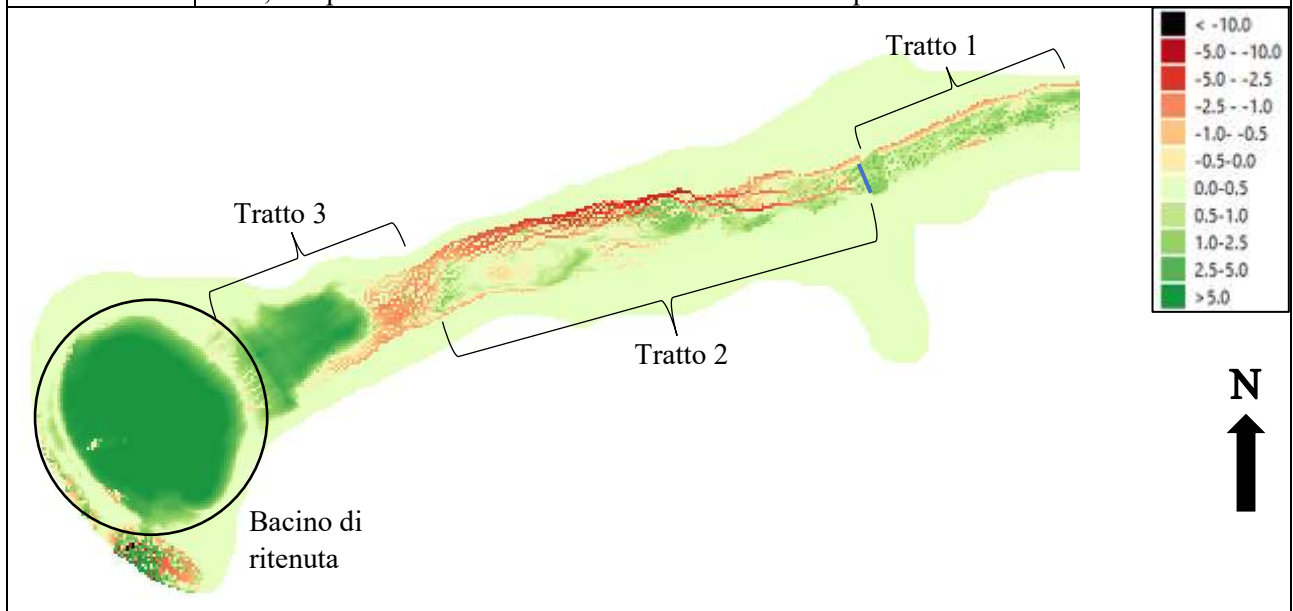 Tratto 1
Tratto 3
Tratto 2
Bacino di
ritenuta
< -10.0
-5.0 - -10.0
-5.0 - -2.5
-2.5 - -1.0
-1.0- -0.5
-0.5-0.0
0.0-0.5
0.5-1.0
1.0-2.5
2.5-5.0
>5.0
N